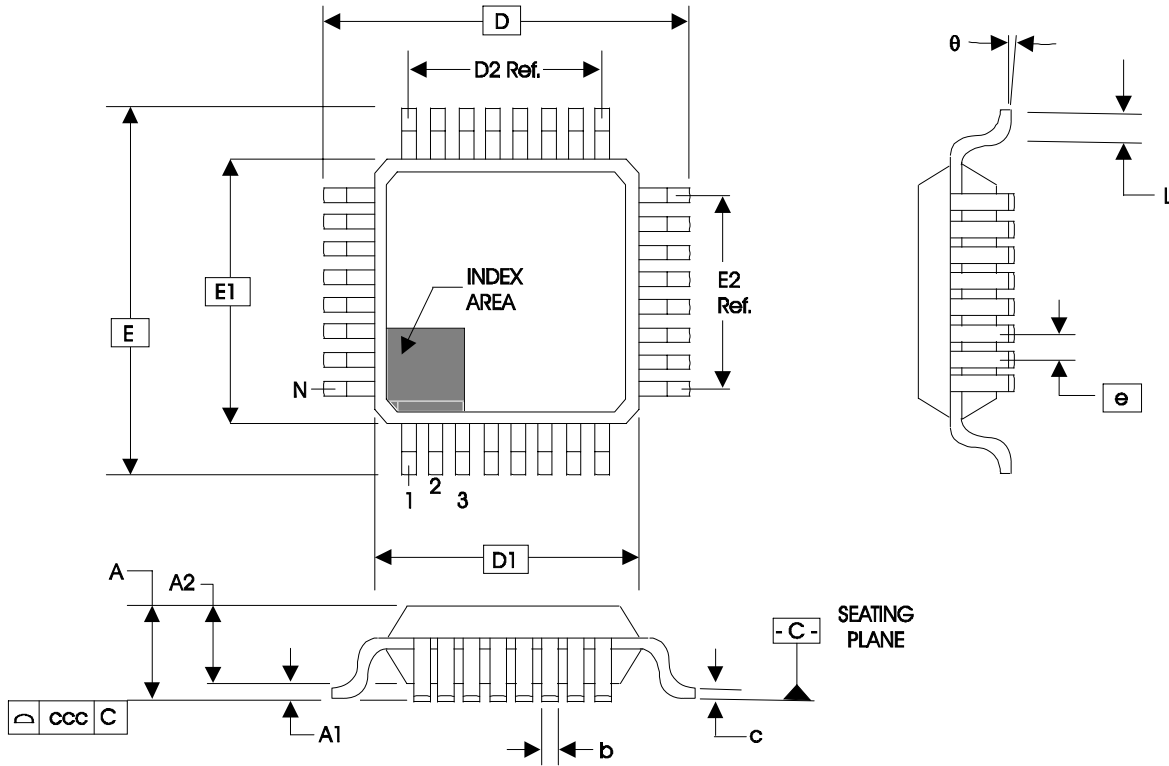 D
D2 Ref.
θ
L
E1
E
INDEX
AREA
E2
Ref.
N
e
1
2
3
D1
A
A2
- C -
SEATING
PLANE
⌓ ccc C
A1
b
c